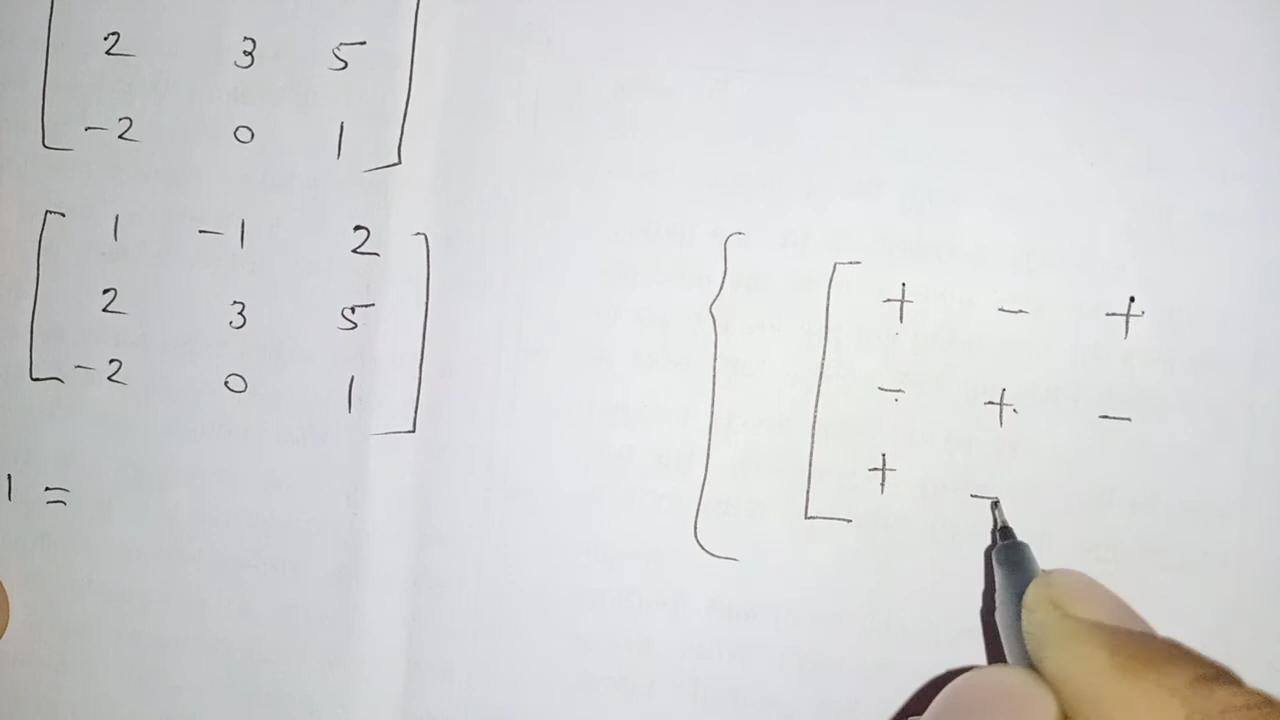 2 3 5
-2 0 1
1 -1 2
2 3 5
-2 0 1
1 =
+ - +
- + -
+ -